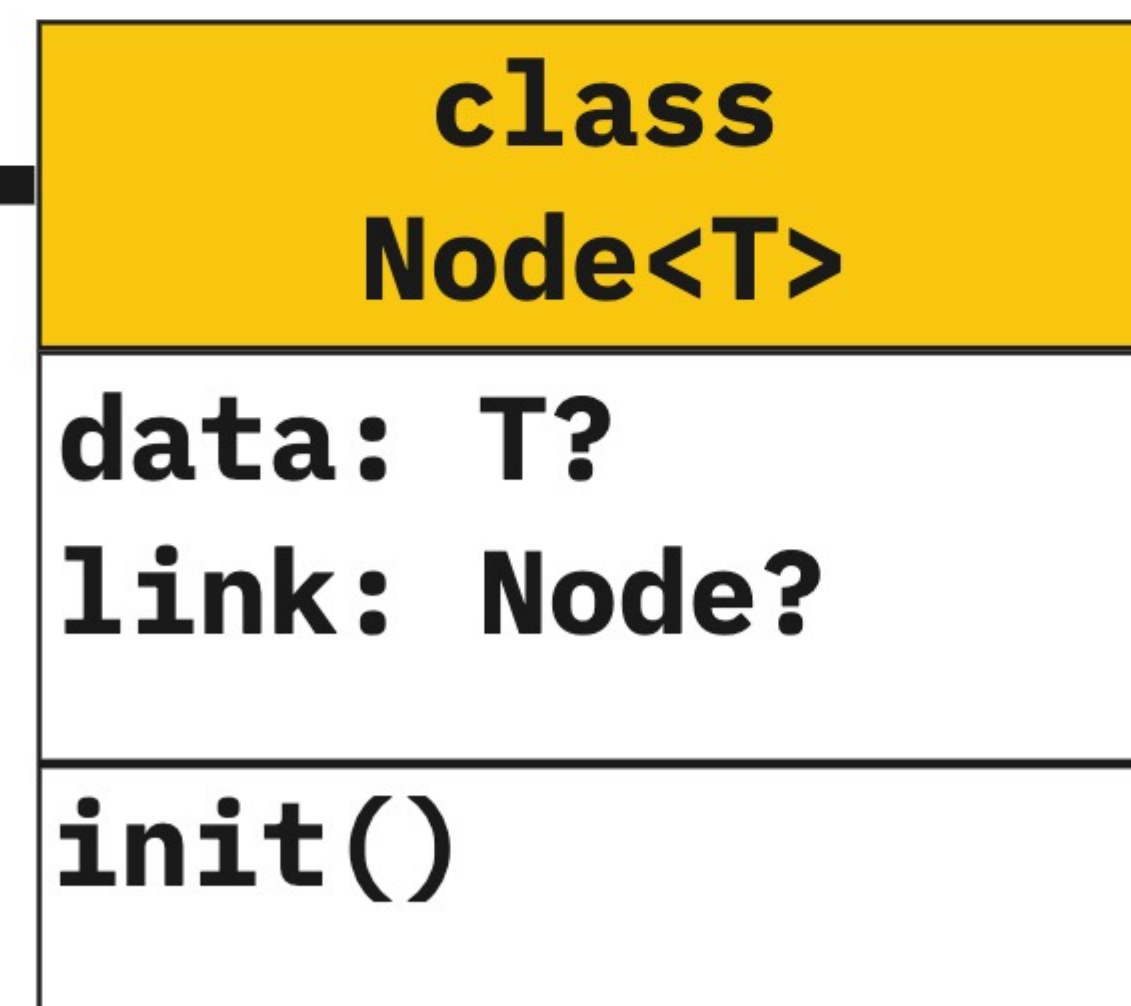 class
Node<T>
data: T?
link: Node?
init()